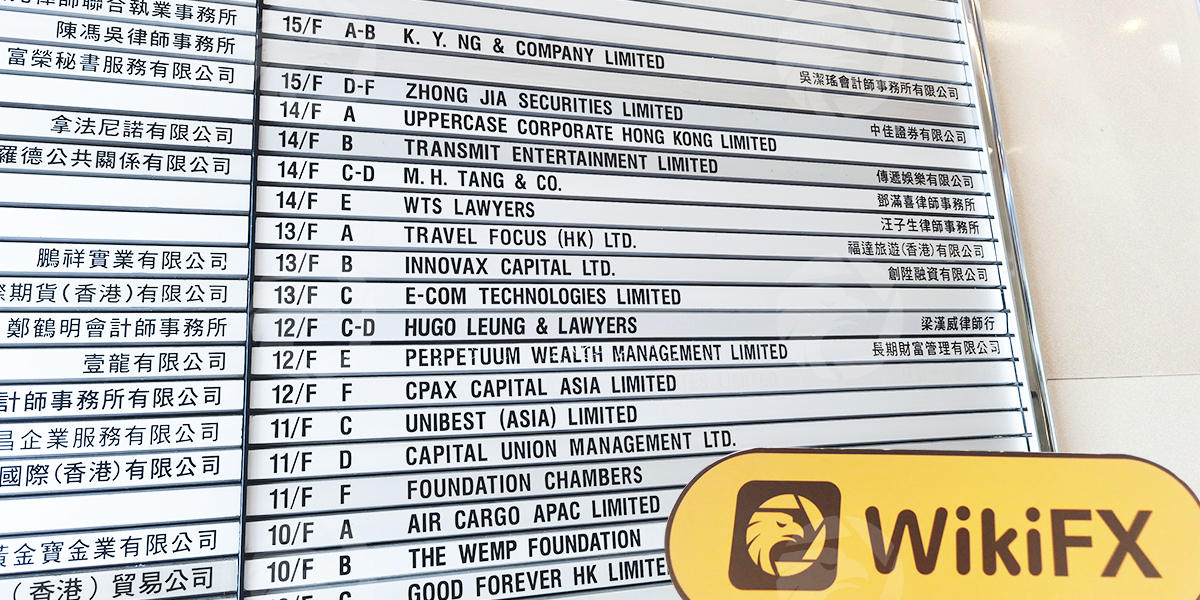 律師聯合執業事務所
陳馮吳律師事務所
富榮秘書服務有限公司
拿法尼諾有限公司
羅德公共關係有限公司
鵬祥實業有限公司
期貨(香港)有限公司
鄭鶴明會計師事務所
壹龍有限公司
計師事務所有限公司
昌企業服務有限公司
國際(香港)有限公司
黃金寶金業有限公司
(香港) 貿易公司
15/F A-B K. Y. NG & COMPANY LIMITED 吳潔瑤會計師事務所有限公司
15/F D-F ZHONG JIA SECURITIES LIMITED 中佳證券有限公司
14/F A UPPERCASE CORPORATE HONG KONG LIMITED
14/F B TRANSMIT ENTERTAINMENT LIMITED 傳遞娛樂有限公司
14/F C-D M. H. TANG & CO. 鄧滿喜律師事務所
14/F E WTS LAWYERS 汪子生律師事務所
13/F A TRAVEL FOCUS (HK) LTD. 福達旅遊(香港)有限公司
13/F B INNOVAX CAPITAL LTD. 創陞融資有限公司
13/F C E-COM TECHNOLOGIES LIMITED
12/F C-D HUGO LEUNG & LAWYERS 梁漢威律師行
12/F E PERPETUUM WEALTH MANAGEMENT LIMITED 長期財富管理有限公司
12/F F CPAX CAPITAL ASIA LIMITED
11/F C UNIBEST (ASIA) LIMITED
11/F D CAPITAL UNION MANAGEMENT LTD.
11/F F FOUNDATION CHAMBERS
10/F A AIR CARGO APAC LIMITED
10/F B THE WEMP FOUNDATION
GOOD FOREVER HK LIMITE
WikiFX